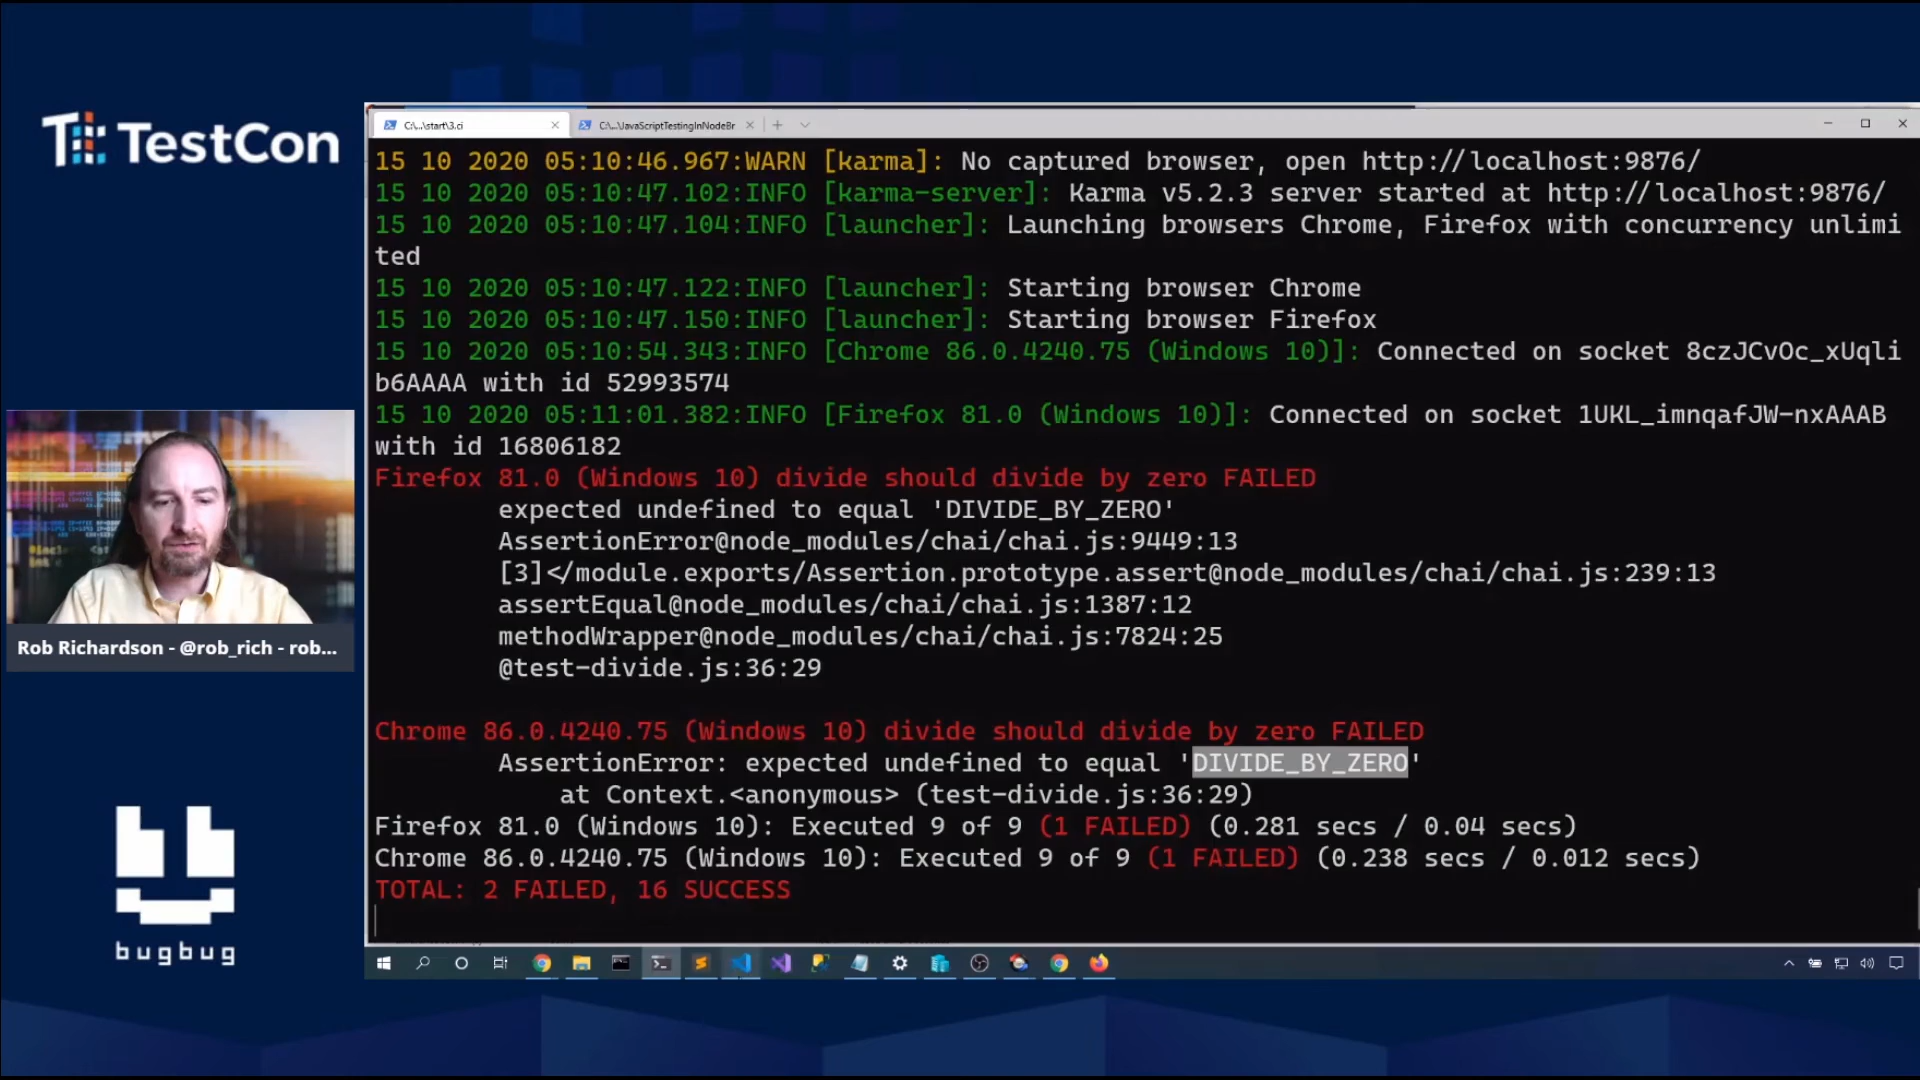 TestCon
C:\...\start\3.ci
C:\...\JavaScriptTestingInNodeBr
15 10 2020 05:10:46.967:WARN [karma]: No captured browser, open http://localhost:9876/
15 10 2020 05:10:47.102:INFO [karma-server]: Karma v5.2.3 server started at http://localhost:9876/
15 10 2020 05:10:47.104:INFO [launcher]: Launching browsers Chrome, Firefox with concurrency unlimi
ted
15 10 2020 05:10:47.122:INFO [launcher]: Starting browser Chrome
15 10 2020 05:10:47.150:INFO [launcher]: Starting browser Firefox
15 10 2020 05:10:54.343:INFO [Chrome 86.0.4240.75 (Windows 10)]: Connected on socket 8czJCvOc_xUqli
b6AAAA with id 52993574
15 10 2020 05:11:01.382:INFO [Firefox 81.0 (Windows 10)]: Connected on socket 1UKL_imnqafJW-nxAAAB
with id 16806182
Firefox 81.0 (Windows 10) divide should divide by zero FAILED
expected undefined to equal 'DIVIDE_BY_ZERO'
AssertionError@node_modules/chai/chai.js:9449:13
[3]</module.exports/Assertion.prototype.assert@node_modules/chai/chai.js:239:13
assertEqual@node_modules/chai/chai.js:1387:12
methodWrapper@node_modules/chai/chai.js:7824:25
@test-divide.js:36:29
Chrome 86.0.4240.75 (Windows 10) divide should divide by zero FAILED
AssertionError: expected undefined to equal 'DIVIDE_BY_ZERO'
at Context.<anonymous> (test-divide.js:36:29)
Firefox 81.0 (Windows 10): Executed 9 of 9 (1 FAILED) (0.281 secs / 0.04 secs)
Chrome 86.0.4240.75 (Windows 10): Executed 9 of 9 (1 FAILED) (0.238 secs / 0.012 secs)
TOTAL: 2 FAILED, 16 SUCCESS
Rob Richardson - @rob_rich - rob...
bugbug